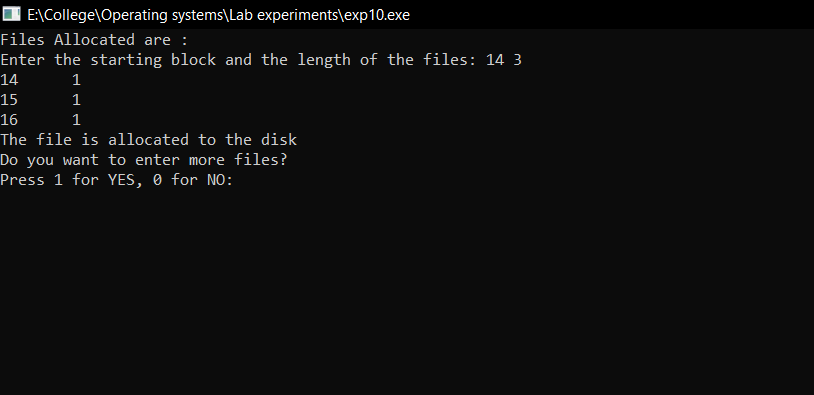 E:\College\Operating systems\Lab experiments\exp10.exe
Files Allocated are :
Enter the starting block and the length of the files: 14 3
14      1
15      1
16      1
The file is allocated to the disk
Do you want to enter more files?
Press 1 for YES, 0 for NO: